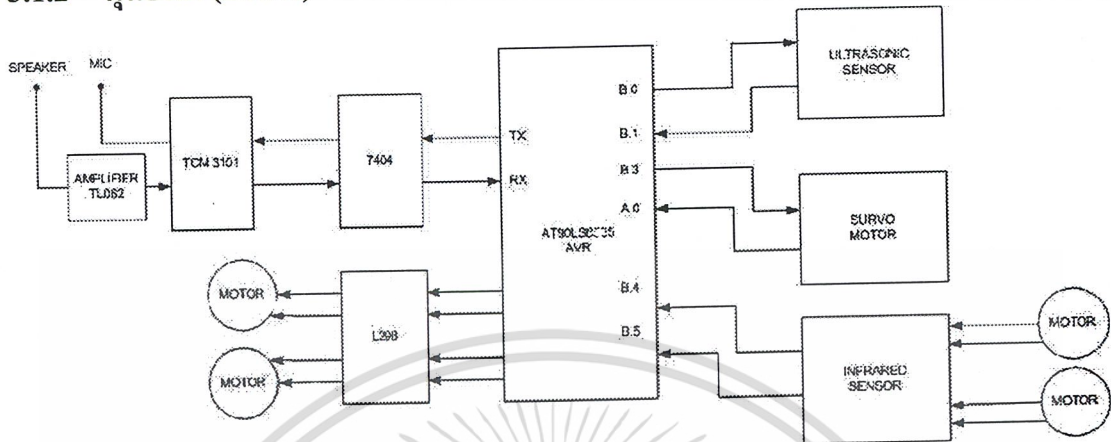 SPEAKER
MIC
TCM 3101
7404
AMPLIFIER
TL082
TX
RX
B.0
B.1
B.3
A.0
B.4
B.5
AVR
ULTRASONIC
SENSOR
SURVO
MOTOR
INFRARED
SENSOR
MOTOR
MOTOR
L298
MOTOR
MOTOR